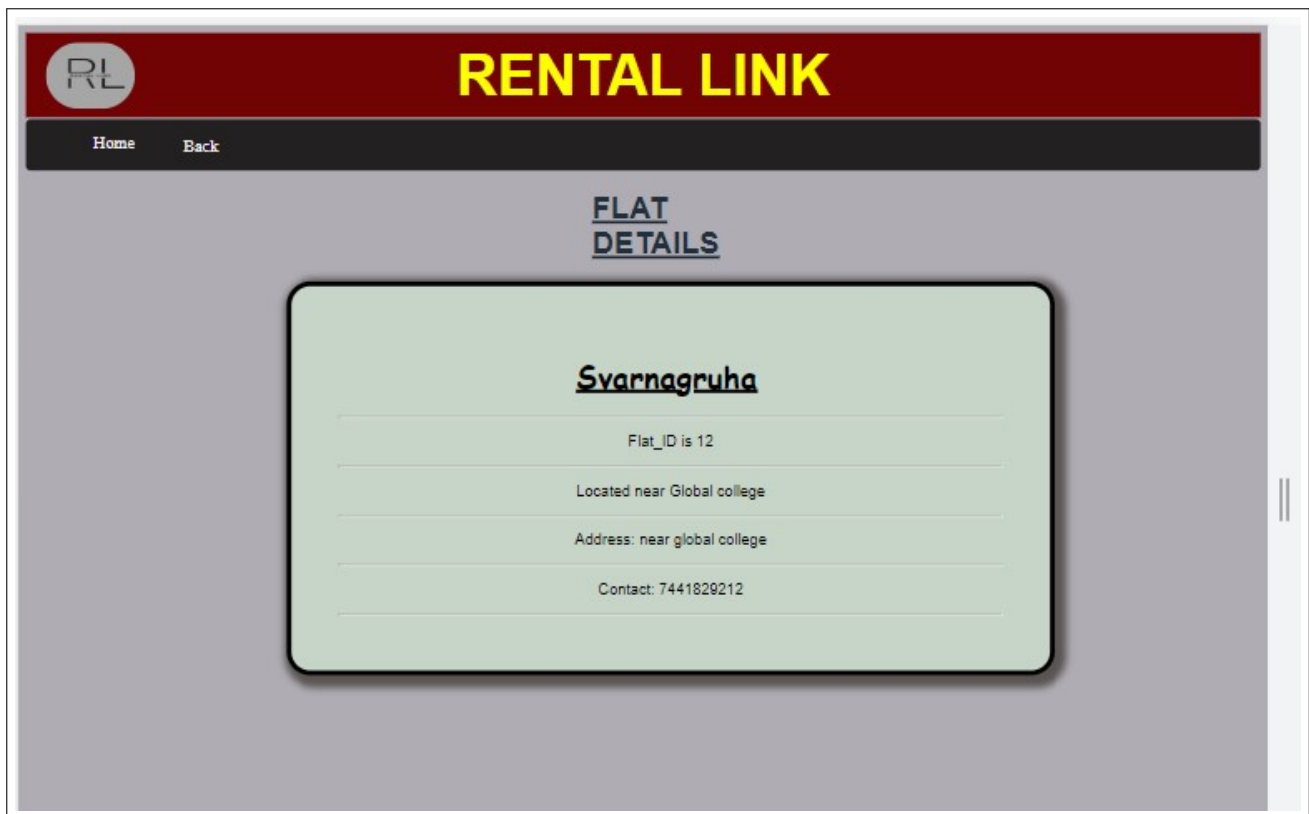 RL
RENTAL LINK
Home
Back
FLAT
DETAILS
Svarnagruha
Flat_ID is 12
Located near Global college
Address: near global college
Contact: 7441829212